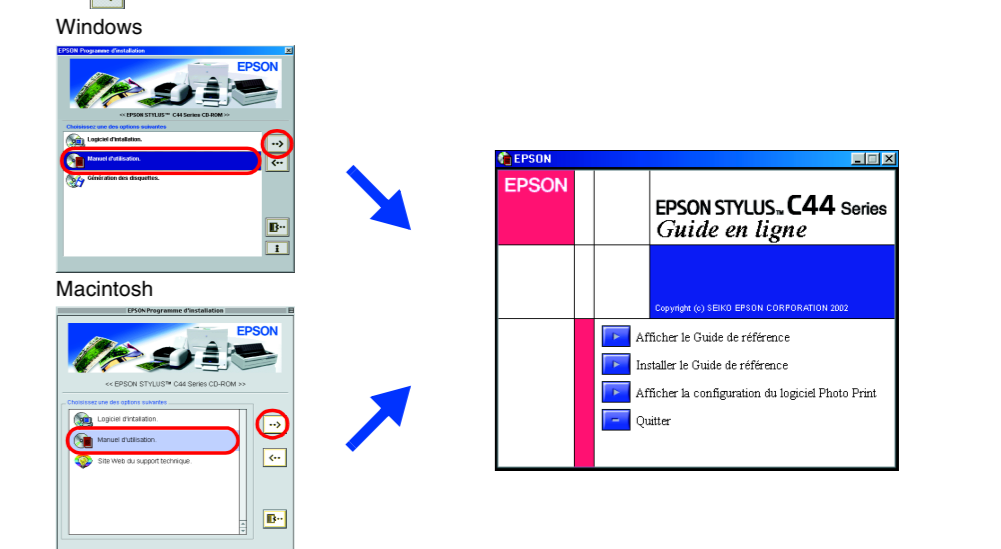 Windows
EPSON Programme d'installation
EPSON
<< EPSON STYLUS™ C44 Series CD-ROM >>
Choisissez une des options suivantes
Logiciel d'intallation.
Manuel d'utilisation.
Génération des disquettes.
Macintosh
EPSON Programme d'installation
EPSON
<< EPSON STYLUS™ C44 Series CD-ROM >>
Choisissez une des options suivantes
Logiciel d'intallation.
Manuel d'utilisation.
Site Web du support technique.
EPSON
EPSON
EPSON STYLUS™ C44 Series
Guide en ligne
Copyright (c) SEIKO EPSON CORPORATION 2002
Afficher le Guide de référence
Installer le Guide de référence
Afficher la configuration du logiciel Photo Print
Quitter